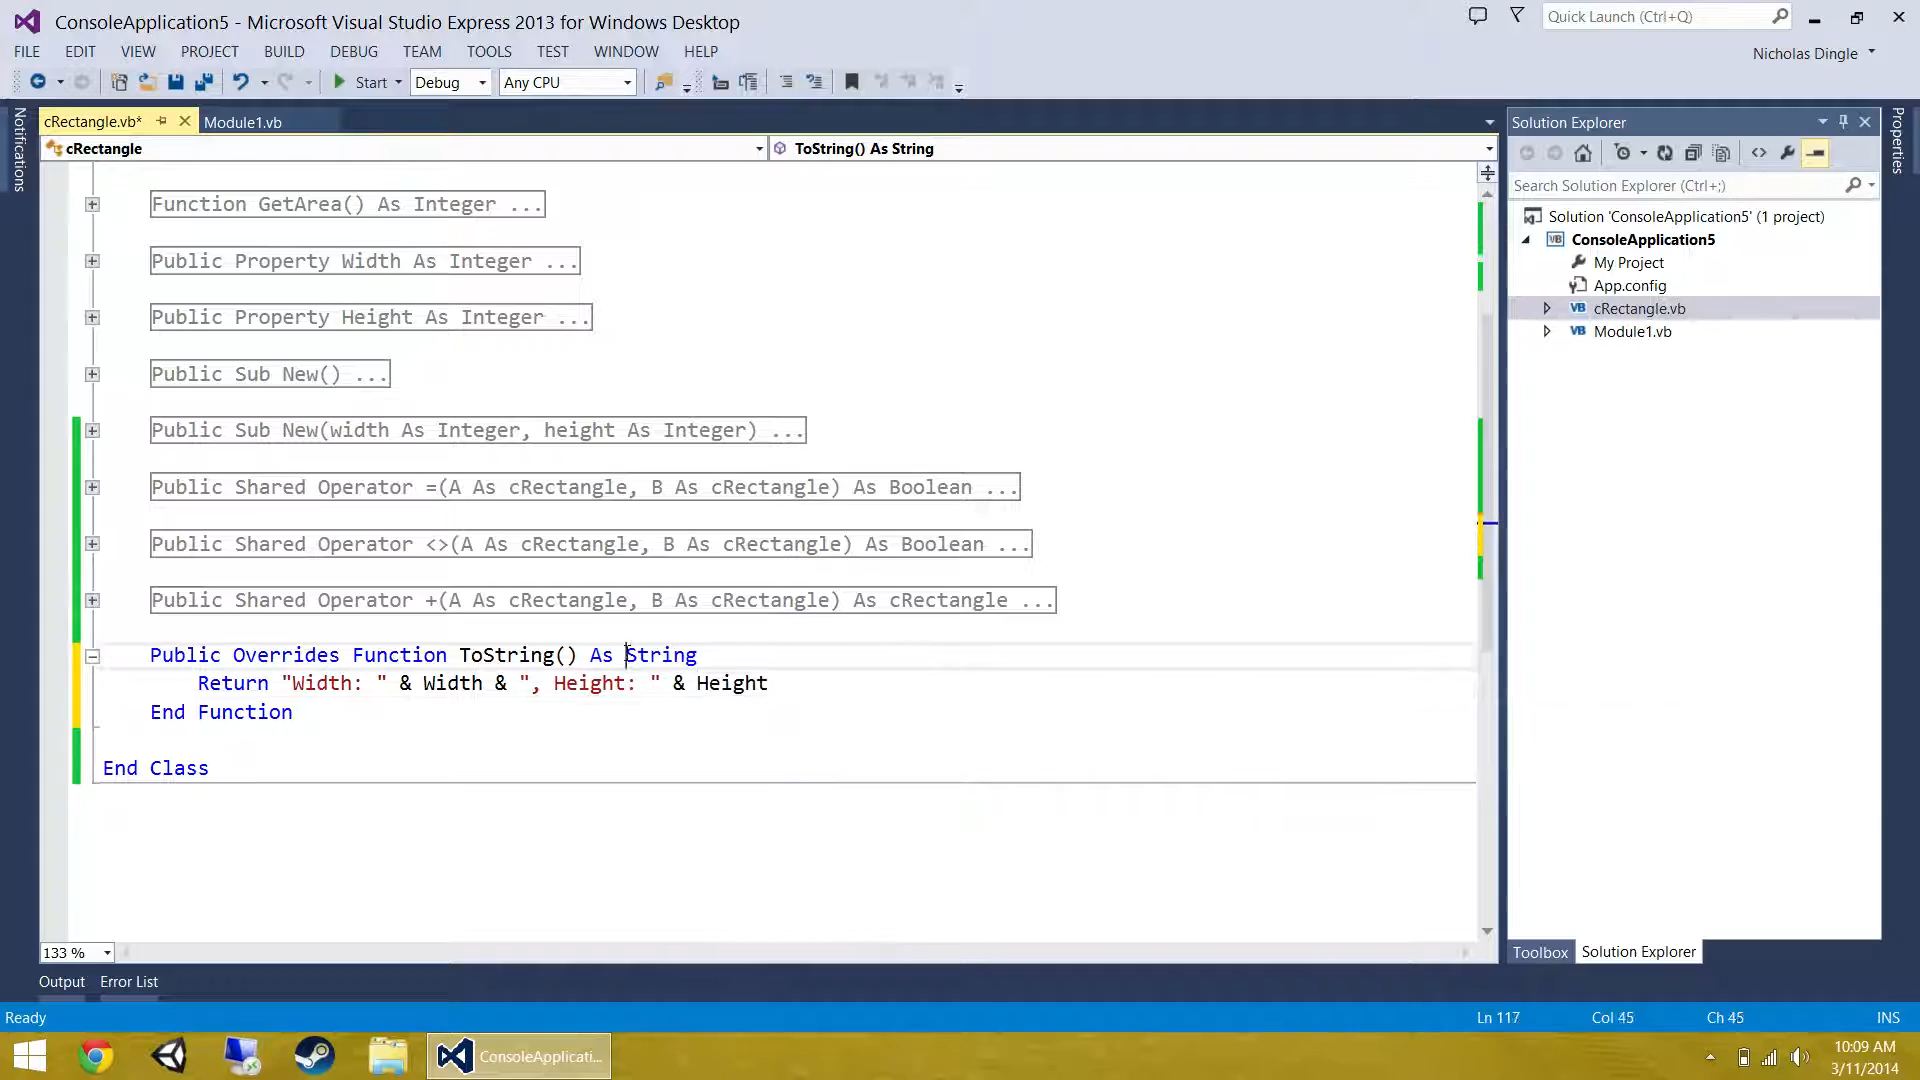 ConsoleApplication5 - Microsoft Visual Studio Express 2013 for Windows Desktop
Quick Launch (Ctrl+Q)
FILE EDIT VIEW PROJECT BUILD DEBUG TEAM TOOLS TEST WINDOW HELP
Nicholas Dingle
Start Debug Any CPU
Notifications
cRectangle.vb* Module1.vb
cRectangle ToString() As String
Function GetArea() As Integer ...
Public Property Width As Integer ...
Public Property Height As Integer ...
Public Sub New() ...
Public Sub New(width As Integer, height As Integer) ...
Public Shared Operator =(A As cRectangle, B As cRectangle) As Boolean ...
Public Shared Operator <>(A As cRectangle, B As cRectangle) As Boolean ...
Public Shared Operator +(A As cRectangle, B As cRectangle) As cRectangle ...
Public Overrides Function ToString() As String
Return "Width: " & Width & ", Height: " & Height
End Function
End Class
133 %
Solution Explorer
Search Solution Explorer (Ctrl+;)
Solution 'ConsoleApplication5' (1 project)
ConsoleApplication5
My Project
App.config
VB cRectangle.vb
VB Module1.vb
Toolbox Solution Explorer
Properties
Output Error List
Ready Ln 117 Col 45 Ch 45 INS
ConsoleApplicati...
10:09 AM
3/11/2014